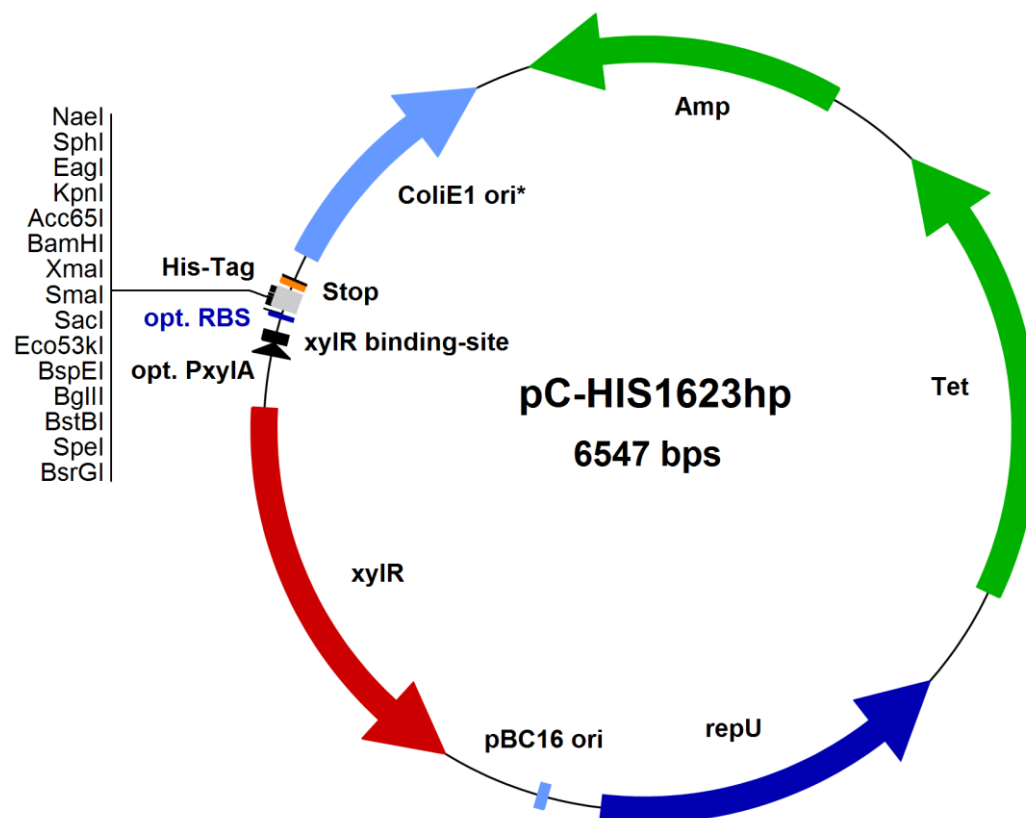 Amp
NaeI
SphI
EagI
KpnI
Acc65I
BamHI
XmaI
SmaI
SacI
Eco53kI
BspEI
BglII
BstBI
SpeI
BsrGI
ColiE1 ori*
His-Tag
Stop
opt. RBS
xylR binding-site
opt. PxylA
pC-HIS1623hp
6547 bps
Tet
xylR
pBC16 ori
repU